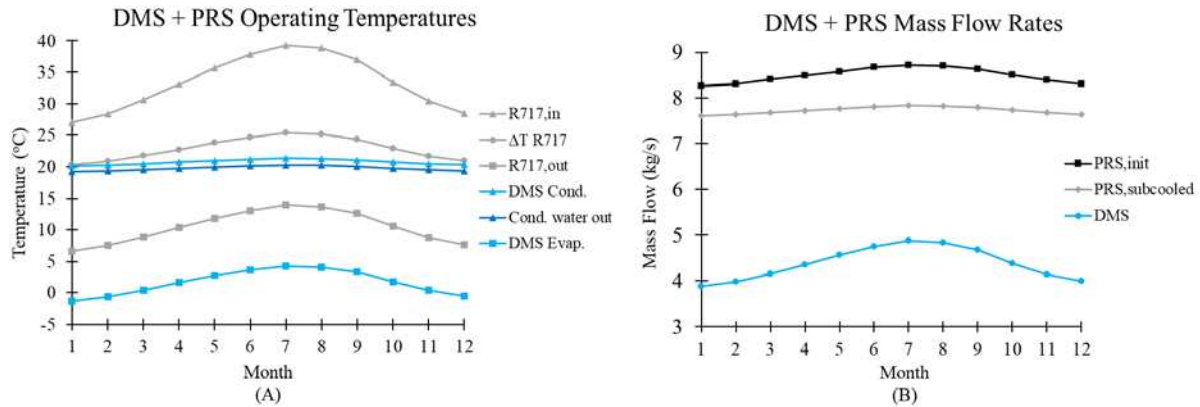 DMS + PRS Operating Temperatures
40
35
30
25
20
15
10
5
0
-5
Temperature (°C)
1 2 3 4 5 6 7 8 9 10 11 12
Month
(A)
R717,in
ΔT R717
R717,out
DMS Cond.
Cond. water out
DMS Evap.
DMS + PRS Mass Flow Rates
9
8
7
6
5
4
3
Mass Flow (kg/s)
1 2 3 4 5 6 7 8 9 10 11 12
Month
(B)
PRS,init
PRS,subcooled
DMS